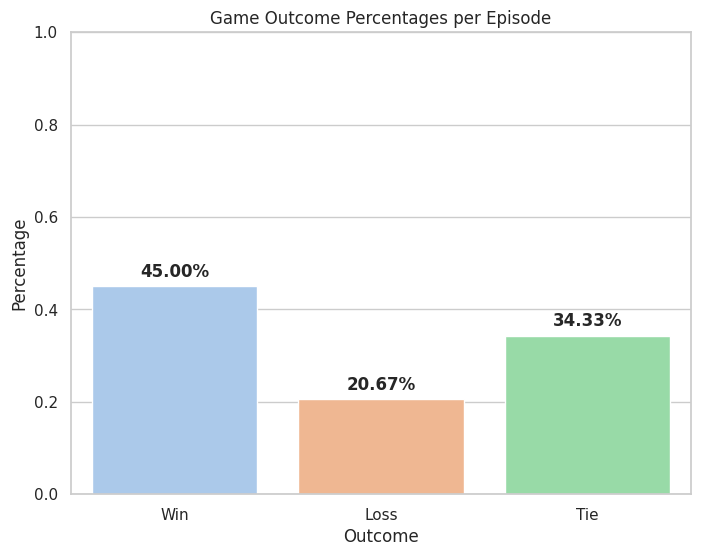 Game Outcome Percentages per Episode
1.0
0.8
0.6
0.4
0.2
0.0
Percentage
45.00%
20.67%
34.33%
Win
Loss
Tie
Outcome